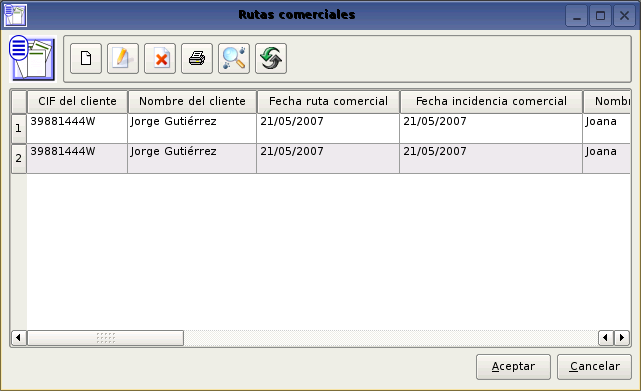 Rutas comerciales
CIF del cliente Nombre del cliente Fecha ruta comercial Fecha incidencia comercial Nomb
1 39881444W Jorge Gutiérrez 21/05/2007 21/05/2007 Joana
2 39881444W Jorge Gutiérrez 21/05/2007 21/05/2007 Joana
Aceptar Cancelar